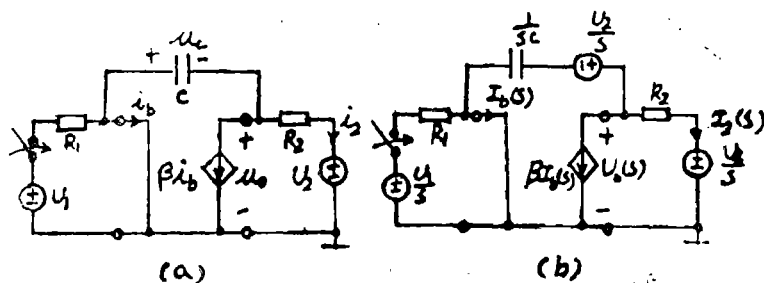 + u_c -
C
i_b
R_1
U_1
βi_b
+
u_o
-
R_2
i_2
U_2
(a)
1/SC
U_2/S
R_1
I_b(S)
U_1/S
βI_b(S)
+
U_o(S)
-
R_2
I_2(S)
U_2/S
(b)